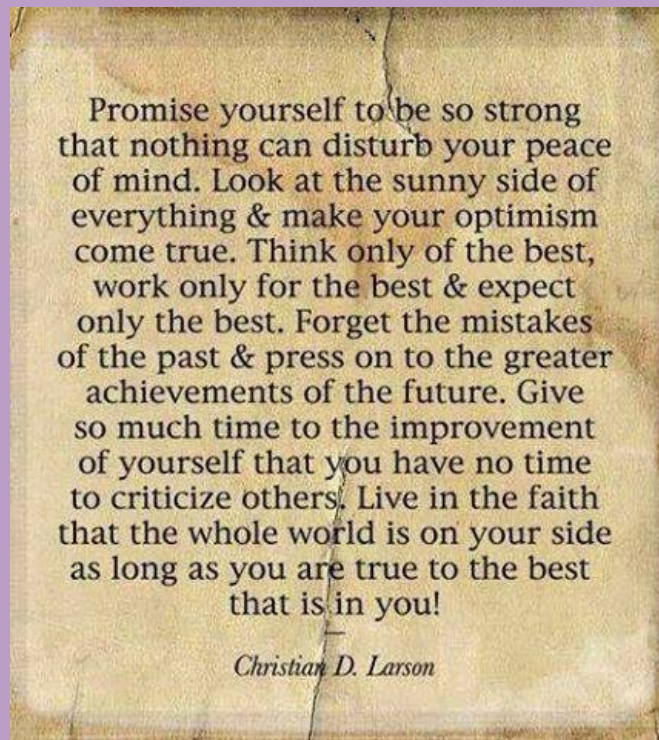 Promise yourself to be so strong
that nothing can disturb your peace
of mind. Look at the sunny side of
everything & make your optimism
come true. Think only of the best,
work only for the best & expect
only the best. Forget the mistakes
of the past & press on to the greater
achievements of the future. Give
so much time to the improvement
of yourself that you have no time
to criticize others. Live in the faith
that the whole world is on your side
as long as you are true to the best
that is in you!
—
Christian D. Larson